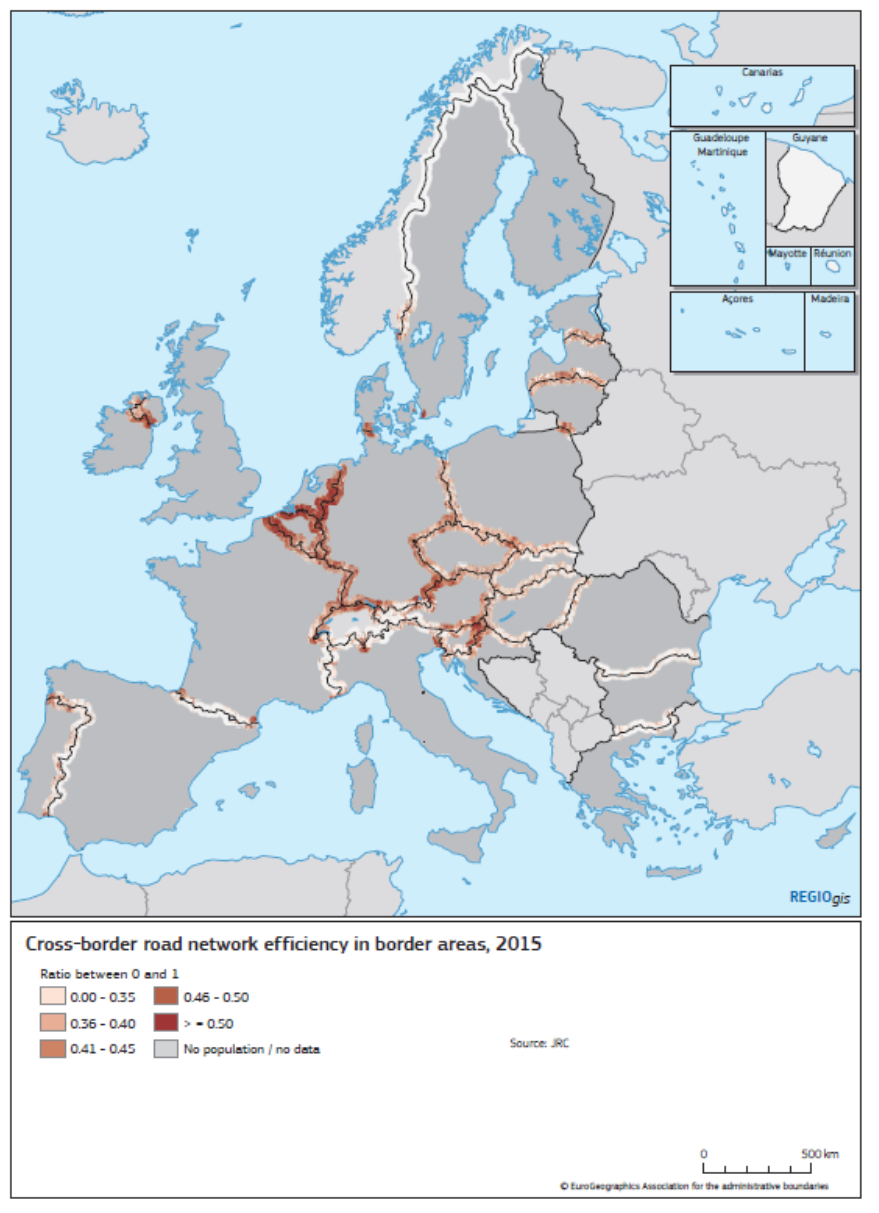 Canarias
Guadeloupe
Martinique
Guyane
Mayotte
Réunion
Açores
Madeira
REGIOgis
Cross-border road network efficiency in border areas, 2015
Ratio between 0 and 1
0.00 - 0.35
0.46 - 0.50
0.36 - 0.40
> = 0.50
0.41 - 0.45
No population / no data
Source: JRC
0
500 km
© EuroGeographics Association for the administrative boundaries